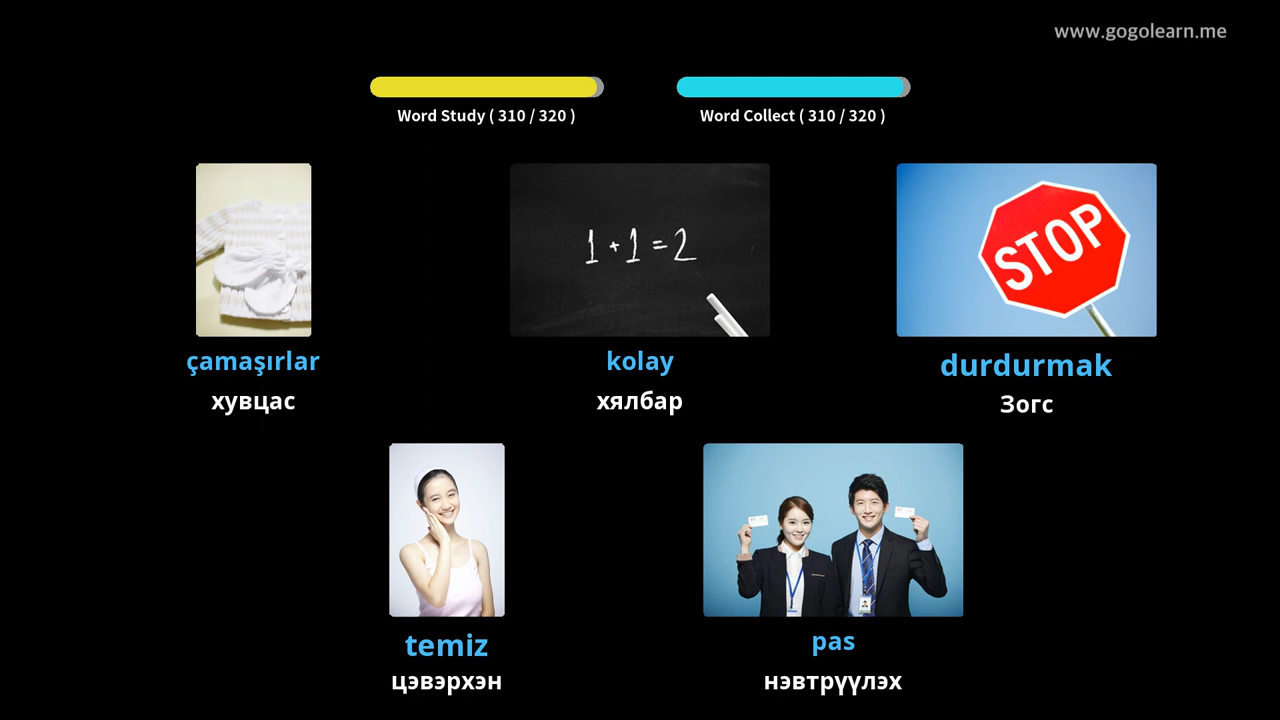 www.gogolearn.me
Word Study ( 310 / 320 )
Word Collect ( 310 / 320 )
1 + 1 = 2
STOP
çamaşırlar
kolay
durdurmak
хувцас
хялбар
Зогс
temiz
pas
цэвэрхэн
нэвтрүүлэх